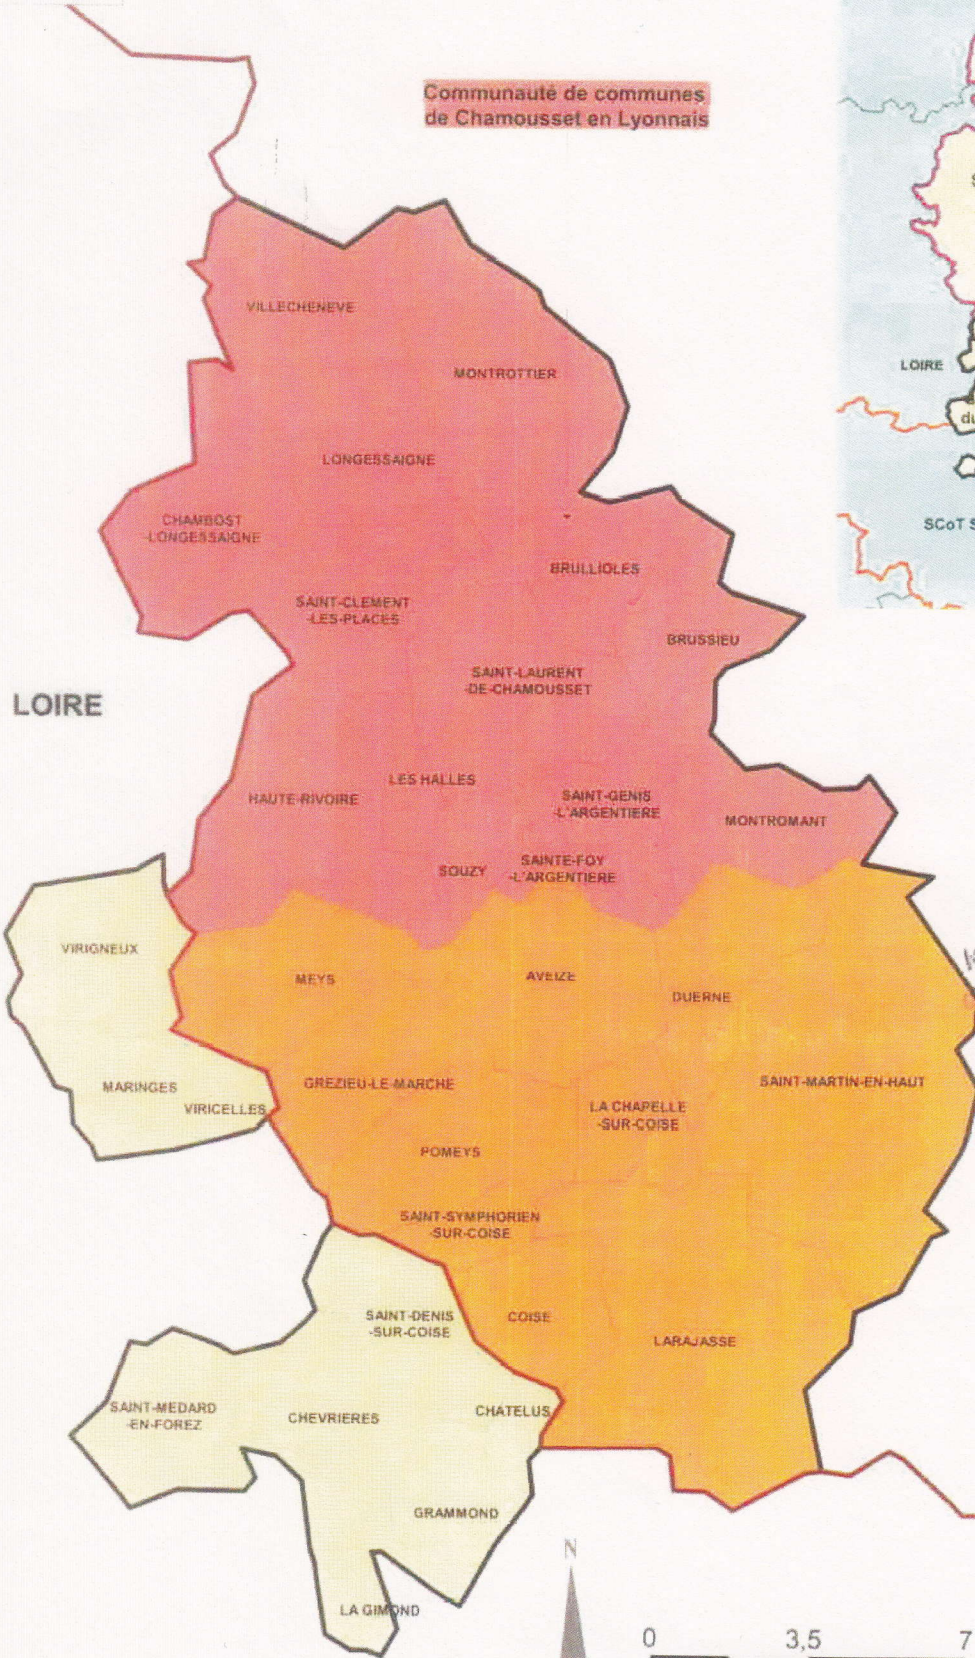 Communauté de communes
de Chamousset en Lyonnais
VILLECHENEVE
MONTROTTIER
LOIRE
du
LONGESSAIGNE
CHAMBOST
-LONGESSAIGNE
SCoT S
BRULLIOLES
SAINT-CLEMENT
-LES-PLACES
BRUSSIEU
SAINT-LAURENT
-DE-CHAMOUSSET
LOIRE
LES HALLES
HAUTE-RIVOIRE
SAINT-GENIS
-L'ARGENTIERE
MONTROMANT
SOUZY
SAINTE-FOY
-L'ARGENTIERE
VIRIGNEUX
MEYS
AVEIZE
DUERNE
MARINGES
VIRICELLES
GREZIEU-LE-MARCHE
SAINT-MARTIN-EN-HAUT
LA CHAPELLE
-SUR-COISE
POMEYS
SAINT-SYMPHORIEN
-SUR-COISE
SAINT-DENIS
-SUR-COISE
COISE
LARAJASSE
SAINT-MEDARD
-EN-FOREZ
CHEVRIERES
CHATELUS
GRAMMOND
LA GIMOND
N
0 3,5 7